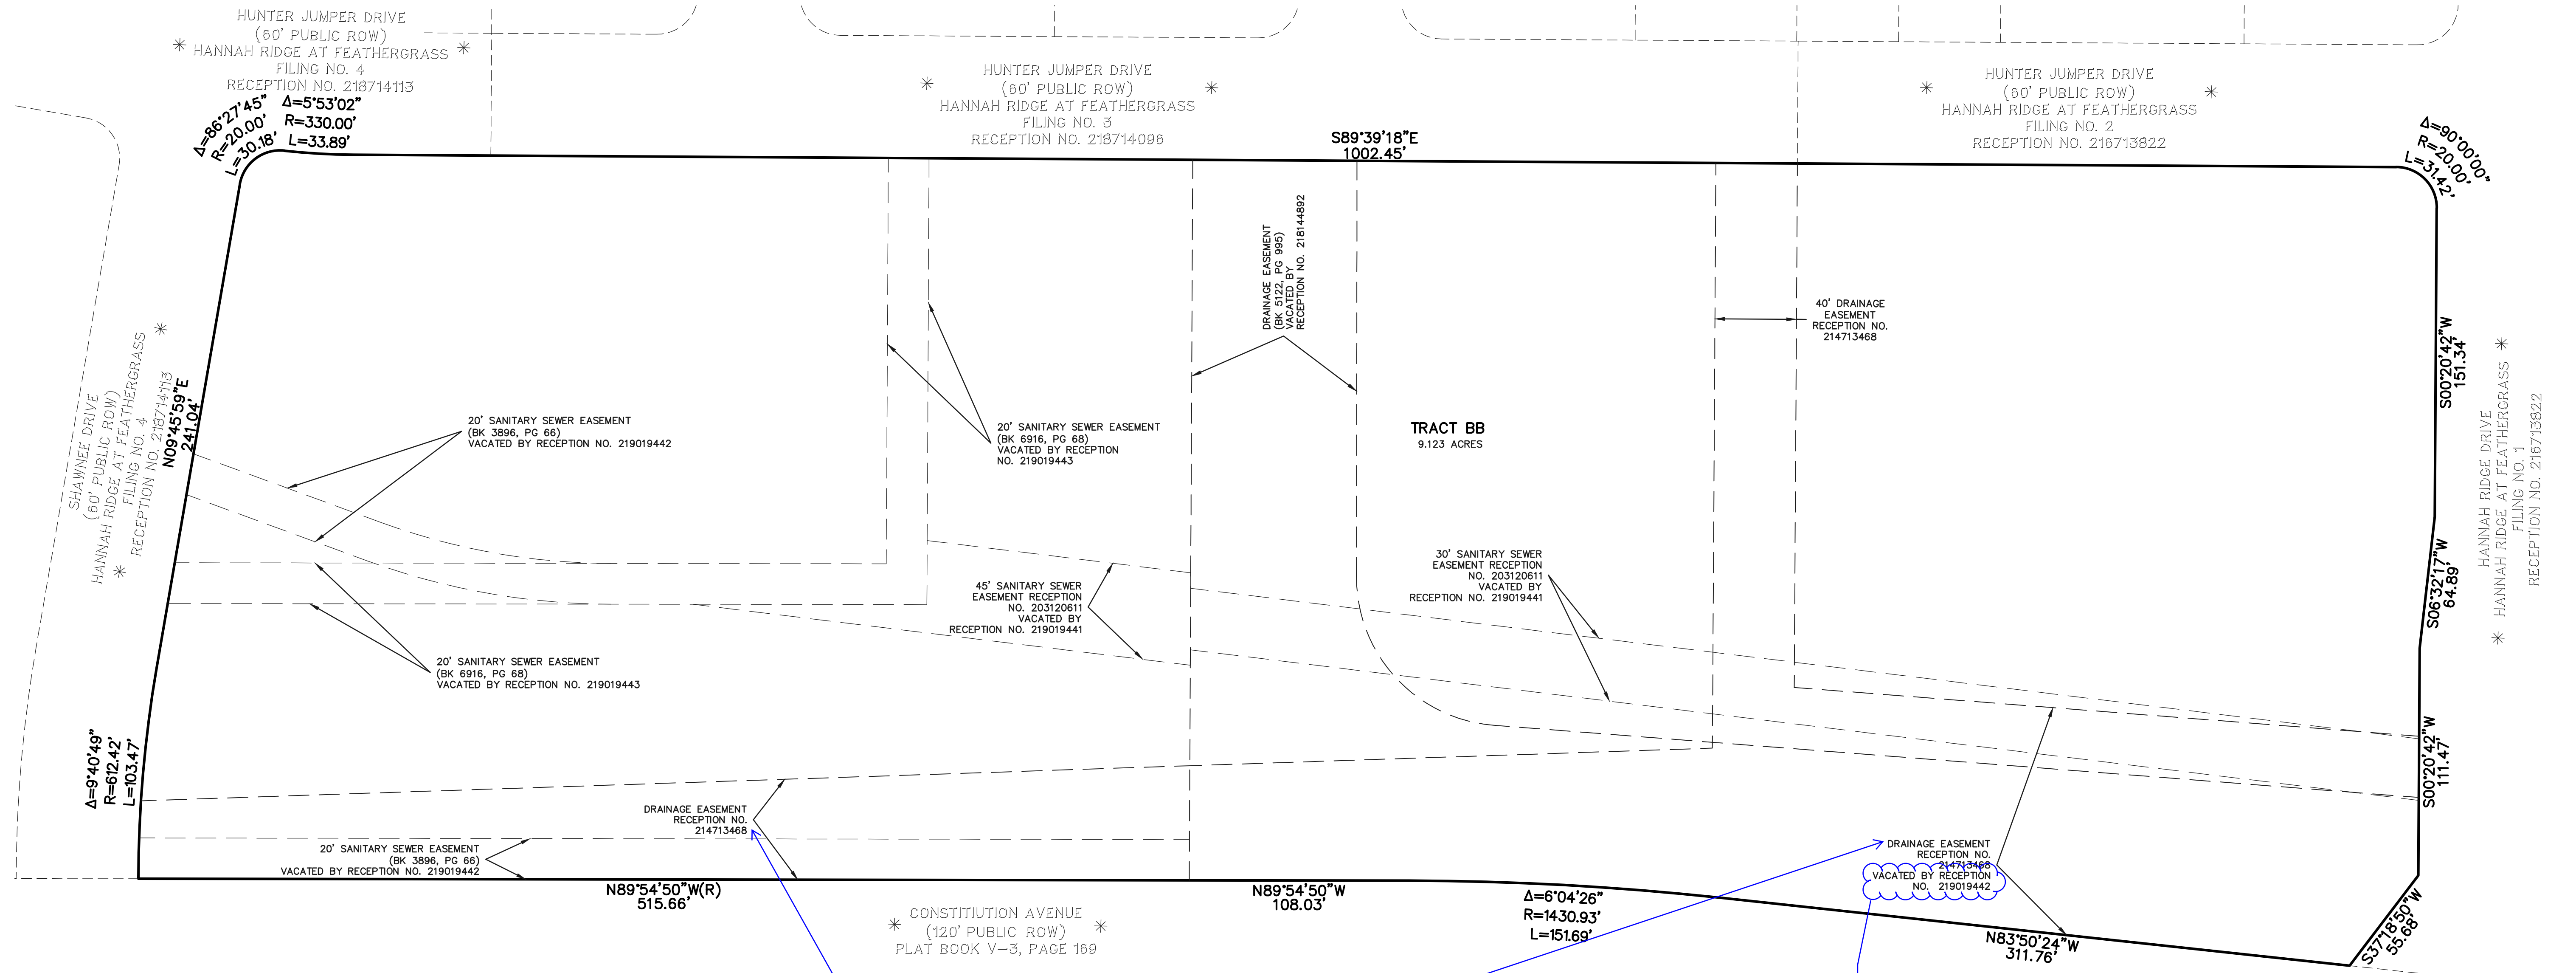 HUNTER JUMPER DRIVE
(60' PUBLIC ROW)
* HANNAH RIDGE AT FEATHERGRASS *
FILING NO. 4
RECEPTION NO. 218714113
Δ=86°27'45"
R=20.00'
L=30.18'
Δ=5°53'02"
R=330.00'
L=33.89'
HUNTER JUMPER DRIVE
* (60' PUBLIC ROW) *
HANNAH RIDGE AT FEATHERGRASS
FILING NO. 3
RECEPTION NO. 218714096
S89°39'18"E
1002.45'
HUNTER JUMPER DRIVE
* (60' PUBLIC ROW) *
HANNAH RIDGE AT FEATHERGRASS
FILING NO. 2
RECEPTION NO. 216713822
Δ=90°00'00"
R=20.00'
L=31.42'
SHAWNEE DRIVE
(60' PUBLIC ROW)
* HANNAH RIDGE AT FEATHERGRASS *
FILING NO. 4
RECEPTION NO. 218714113
N09°45'59"E
241.04'
20' SANITARY SEWER EASEMENT
(BK 3896, PG 66)
VACATED BY RECEPTION NO. 219019442
20' SANITARY SEWER EASEMENT
(BK 6916, PG 68)
VACATED BY RECEPTION
NO. 219019443
DRAINAGE EASEMENT
(BK 5122, PG 995)
VACATED BY
RECEPTION NO. 218144892
TRACT BB
9.123 ACRES
40' DRAINAGE
EASEMENT
RECEPTION NO.
214713468
S00°20'42"W
151.34'
HANNAH RIDGE DRIVE
* HANNAH RIDGE AT FEATHERGRASS *
FILING NO. 1
RECEPTION NO. 216713822
45' SANITARY SEWER
EASEMENT RECEPTION
NO. 203120611
VACATED BY
RECEPTION NO. 219019441
30' SANITARY SEWER
EASEMENT RECEPTION
NO. 203120611
VACATED BY
RECEPTION NO. 219019441
S06°32'17"W
64.89'
20' SANITARY SEWER EASEMENT
(BK 6916, PG 68)
VACATED BY RECEPTION NO. 219019443
Δ=9°40'49"
R=612.42'
L=103.47'
S00°20'42"W
111.47'
DRAINAGE EASEMENT
RECEPTION NO.
214713468
20' SANITARY SEWER EASEMENT
(BK 3896, PG 66)
VACATED BY RECEPTION NO. 219019442
DRAINAGE EASEMENT
RECEPTION NO.
214713468
VACATED BY RECEPTION
NO. 219019442
N89°54'50"W(R)
515.66'
N89°54'50"W
108.03'
Δ=6°04'26"
R=1430.93'
L=151.69'
N83°50'24"W
311.76'
S37°18'50"W
55.68'
* CONSTITIUTION AVENUE *
(120' PUBLIC ROW)
PLAT BOOK V-3, PAGE 169